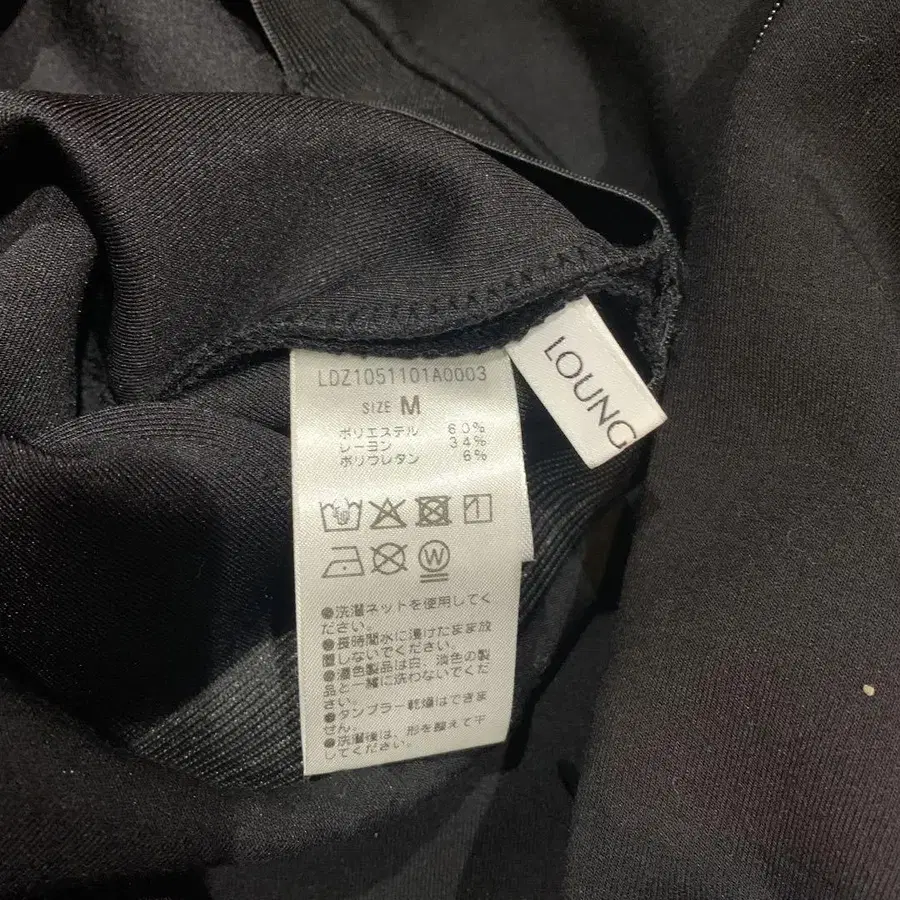 LDZ1051101A0003
SIZE M
ポリエステル 60%
レーヨン 34%
ポリウレタン 6%
W
●洗濯ネットを使用してく
ださい。
●長時間水に漬けたまま放
置しないでください。
●濃色製品は白、淡色の製
品と一緒に洗わないでくだ
さい。
●タンブラー乾燥はできま
せん。
●洗濯後は、形を整えて干
してください。
LOUNG